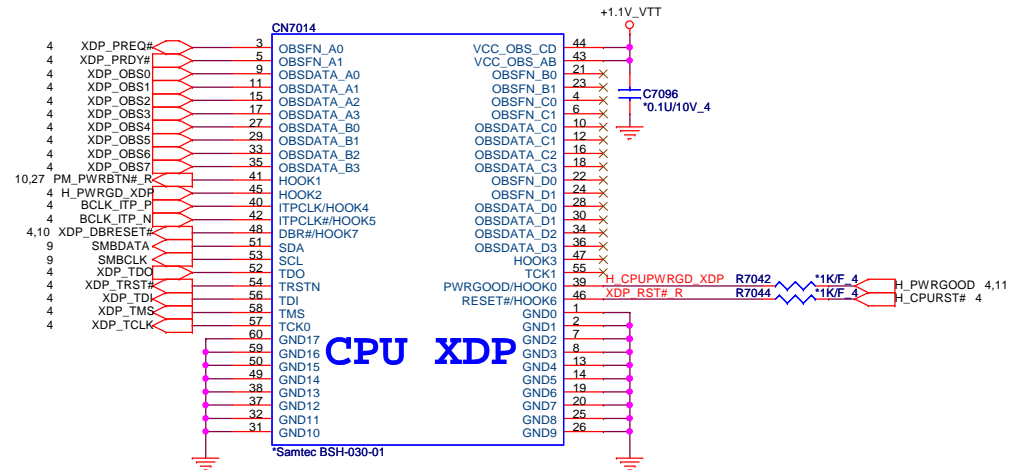 +1.1V_VTT
CN7014
4 XDP_PREQ# 3 OBSFN_A0 VCC_OBS_CD 44
4 XDP_PRDY# 5 OBSFN_A1 VCC_OBS_AB 43
4 XDP_OBS0 9 OBSDATA_A0 OBSFN_B0 21
4 XDP_OBS1 11 OBSDATA_A1 OBSFN_B1 23 C7096
4 XDP_OBS2 15 OBSDATA_A2 OBSFN_C0 4 *0.1U/10V_4
4 XDP_OBS3 17 OBSDATA_A3 OBSFN_C1 6
4 XDP_OBS4 27 OBSDATA_B0 OBSDATA_C0 10
4 XDP_OBS5 29 OBSDATA_B1 OBSDATA_C1 12
4 XDP_OBS6 33 OBSDATA_B2 OBSDATA_C2 16
4 XDP_OBS7 35 OBSDATA_B3 OBSDATA_C3 18
10,27 PM_PWRBTN#_R 41 HOOK1 OBSFN_D0 22
4 H_PWRGD_XDP 45 HOOK2 OBSFN_D1 24
4 BCLK_ITP_P 40 ITPCLK/HOOK4 OBSDATA_D0 28
4 BCLK_ITP_N 42 ITPCLK#/HOOK5 OBSDATA_D1 30
4,10 XDP_DBRESET# 48 DBR#/HOOK7 OBSDATA_D2 34
9 SMBDATA 51 SDA OBSDATA_D3 36
9 SMBCLK 53 SCL HOOK3 47
4 XDP_TDO 52 TDO TCK1 55
4 XDP_TRST# 54 TRSTN PWRGOOD/HOOK0 39 H_CPUPWRGD_XDP R7042 *1K/F_4 H_PWRGOOD 4,11
4 XDP_TDI 56 TDI RESET#/HOOK6 46 XDP_RST#_R R7044 *1K/F_4 H_CPURST# 4
4 XDP_TMS 58 TMS GND0 1
4 XDP_TCLK 57 TCK0 GND1 2
60 GND17 GND2 7
59 GND16 GND3 8
50 GND15 GND4 13
49 GND14 GND5 14
38 GND13 GND6 19
37 GND12 GND7 20
32 GND11 GND8 25
31 GND10 GND9 26
CPU XDP
*Samtec BSH-030-01